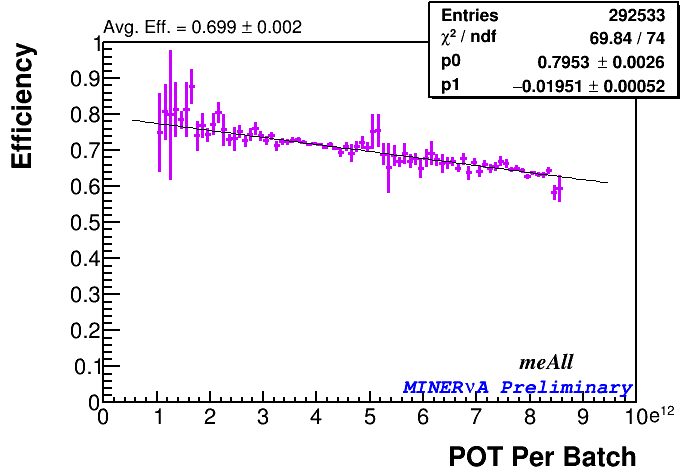 Avg. Eff. = 0.699 ± 0.002
Entries 292533
χ² / ndf 69.84 / 74
p0 0.7953 ± 0.0026
p1 −0.01951 ± 0.00052
Efficiency
1
0.9
0.8
0.7
0.6
0.5
0.4
0.3
0.2
0.1
0
meAll
MINERνA Preliminary
0 1 2 3 4 5 6 7 8 9 10e¹²
POT Per Batch